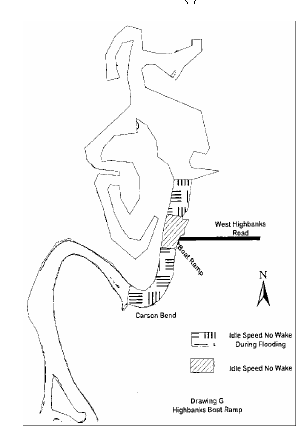 West Highbanks
Road
Boat Ramp
N
Carson Bend
Idle Speed No Wake
During Flooding
Idle Speed No Wake
Drawing G
Highbanks Boat Ramp